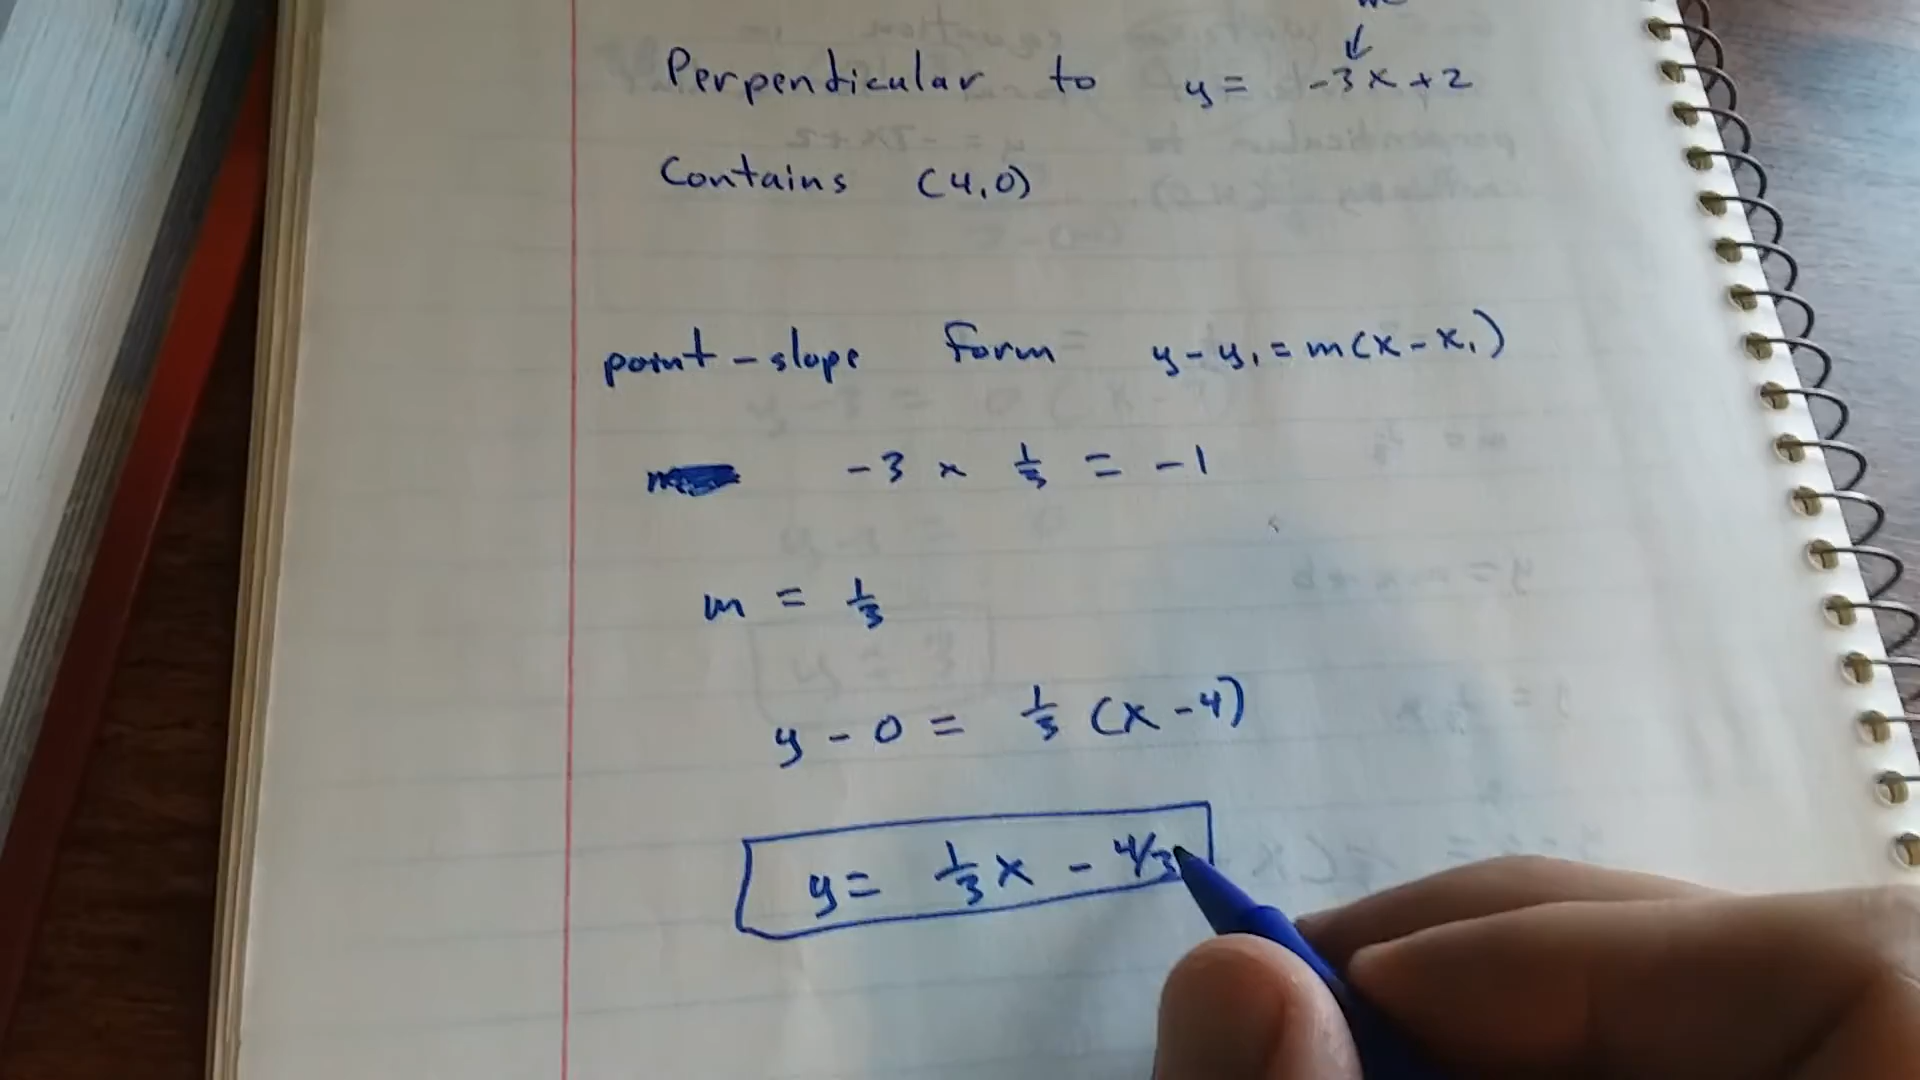 Perpendicular to y = -3x+2
Contains (4,0)
point-slope form y-y₁=m(x-x₁)
-3 × 1/3 = -1
m = 1/3
y - 0 = 1/3 (x-4)
y = 1/3 x - 4/3